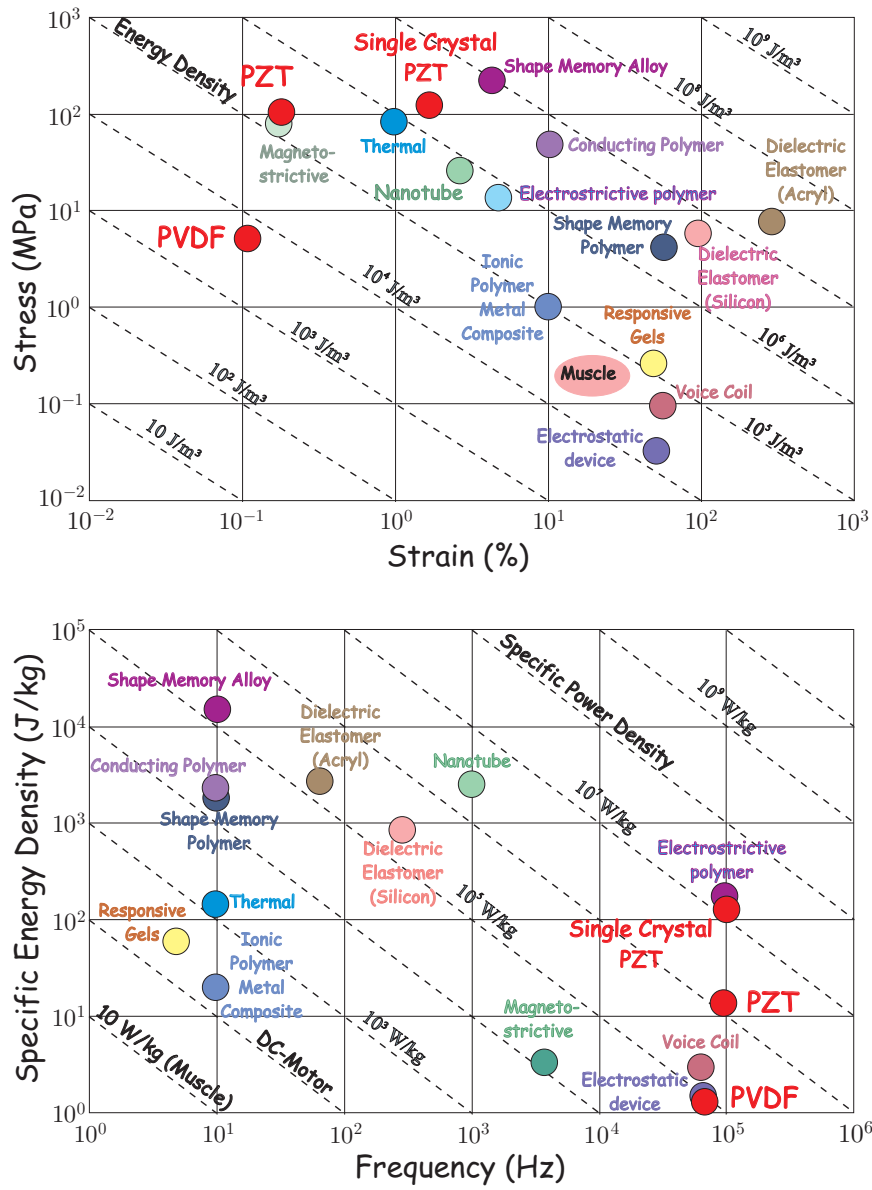 10³
10⁹ J/m³
Energy Density
Single Crystal
PZT
PZT
Shape Memory Alloy
10⁸ J/m³
10²
Magneto-
strictive
Thermal
Conducting Polymer
Dielectric
Elastomer
(Acryl)
Nanotube
Electrostrictive polymer
10¹
PVDF
Shape Memory
Polymer
Dielectric
Elastomer
(Silicon)
10⁴ J/m³
Ionic
Polymer
Metal
Composite
10⁰
Responsive
Gels
10³ J/m³
10⁶ J/m³
10² J/m³
Muscle
Voice Coil
10⁻¹
10 J/m³
Electrostatic
device
10⁵ J/m³
10⁻²
Stress (MPa)
10⁻² 10⁻¹ 10⁰ 10¹ 10² 10³
Strain (%)
10⁵
Specific Power Density
10⁹ W/kg
Shape Memory Alloy
10⁴
Dielectric
Elastomer
(Acryl)
Conducting Polymer
Nanotube
10⁷ W/kg
10³
Shape Memory
Polymer
Dielectric
Elastomer
(Silicon)
Electrostrictive
polymer
Thermal
10⁵ W/kg
10²
Responsive
Gels
Single Crystal
PZT
Ionic
Polymer
Metal
Composite
PZT
Magneto-
strictive
10¹
10 W/kg (Muscle)
DC-Motor
10³ W/kg
Voice Coil
Electrostatic
device
PVDF
10⁰
Specific Energy Density (J/kg)
10⁰ 10¹ 10² 10³ 10⁴ 10⁵ 10⁶
Frequency (Hz)